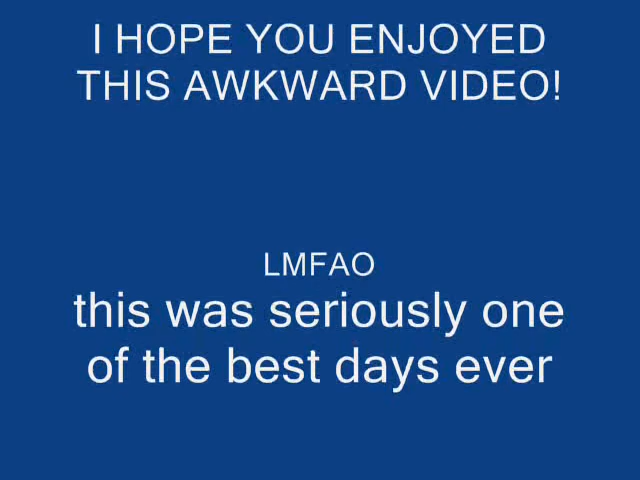 I HOPE YOU ENJOYED
THIS AWKWARD VIDEO!
LMFAO
this was seriously one
of the best days ever